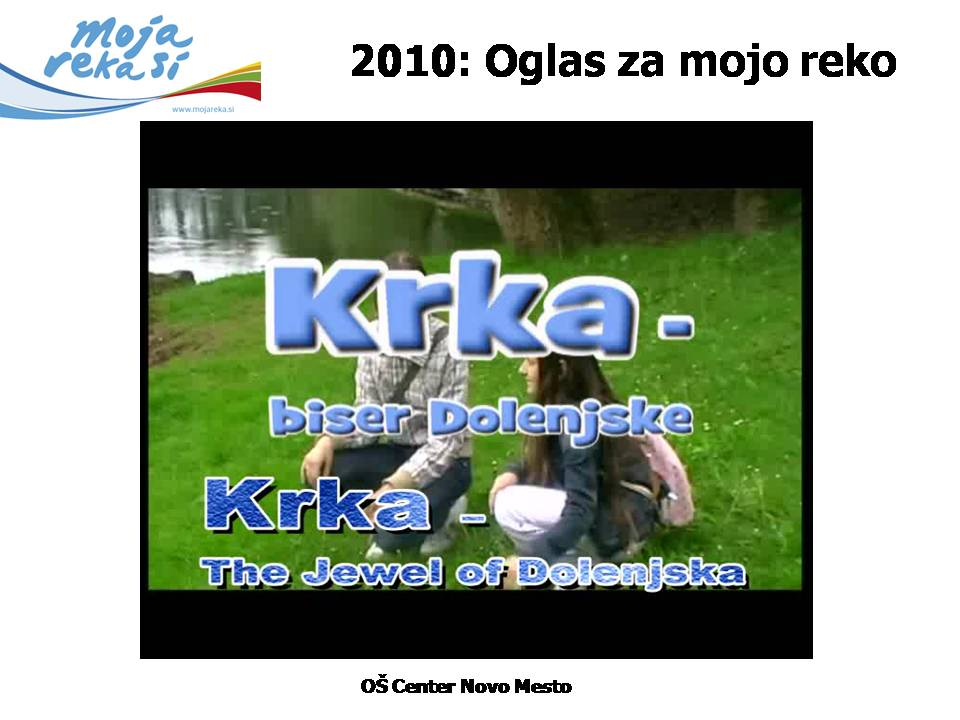 moja
reka si
www.mojareka.si
2010: Oglas za mojo reko
Krka -
biser Dolenjske
Krka -
The Jewel of Dolenjska
OŠ Center Novo Mesto